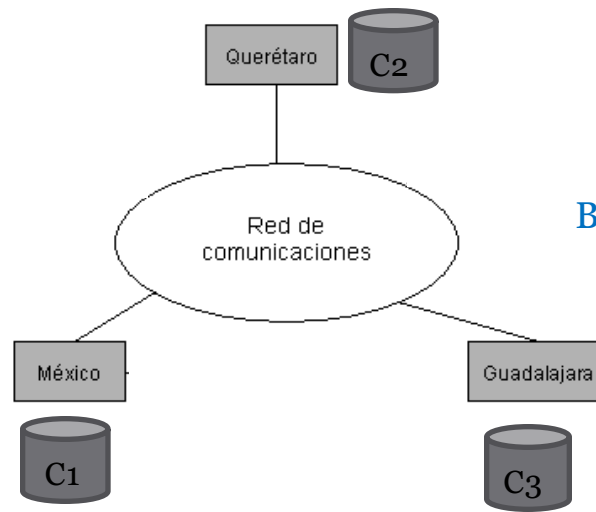 Querétaro
C2
Red de
comunicaciones
B
México
Guadalajara
C1
C3